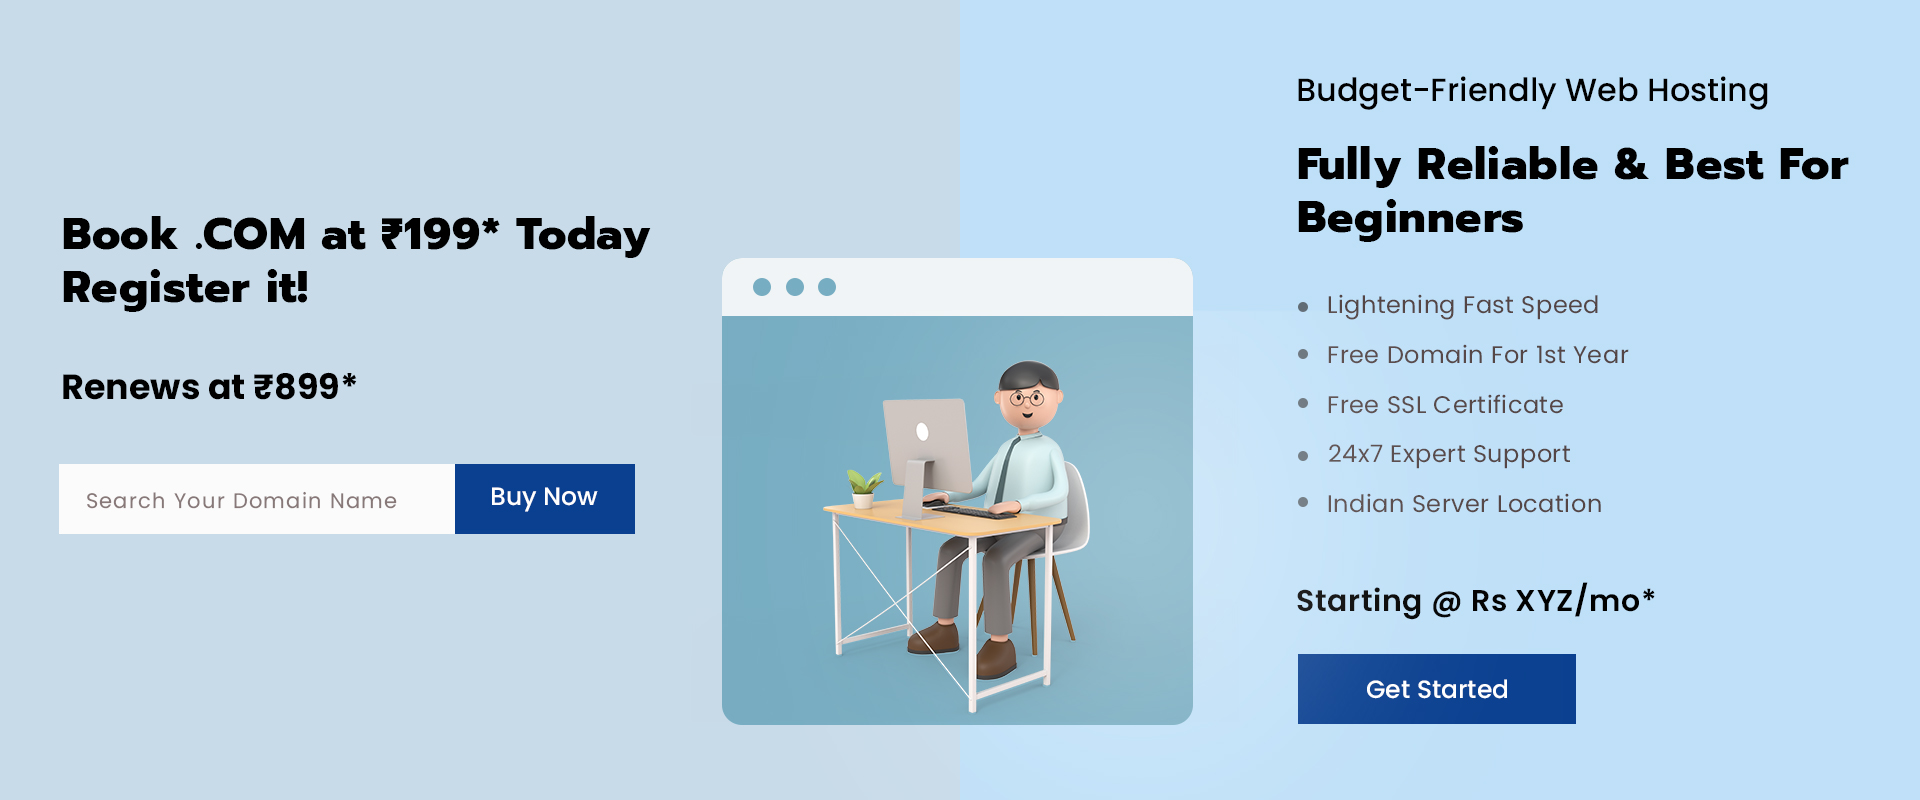 Book .COM at ₹199* Today
Register it!
Renews at ₹899*
Search Your Domain Name
Buy Now
Budget-Friendly Web Hosting
Fully Reliable & Best For
Beginners
Lightening Fast Speed
Free Domain For 1st Year
Free SSL Certificate
24x7 Expert Support
Indian Server Location
Starting @ Rs XYZ/mo*
Get Started